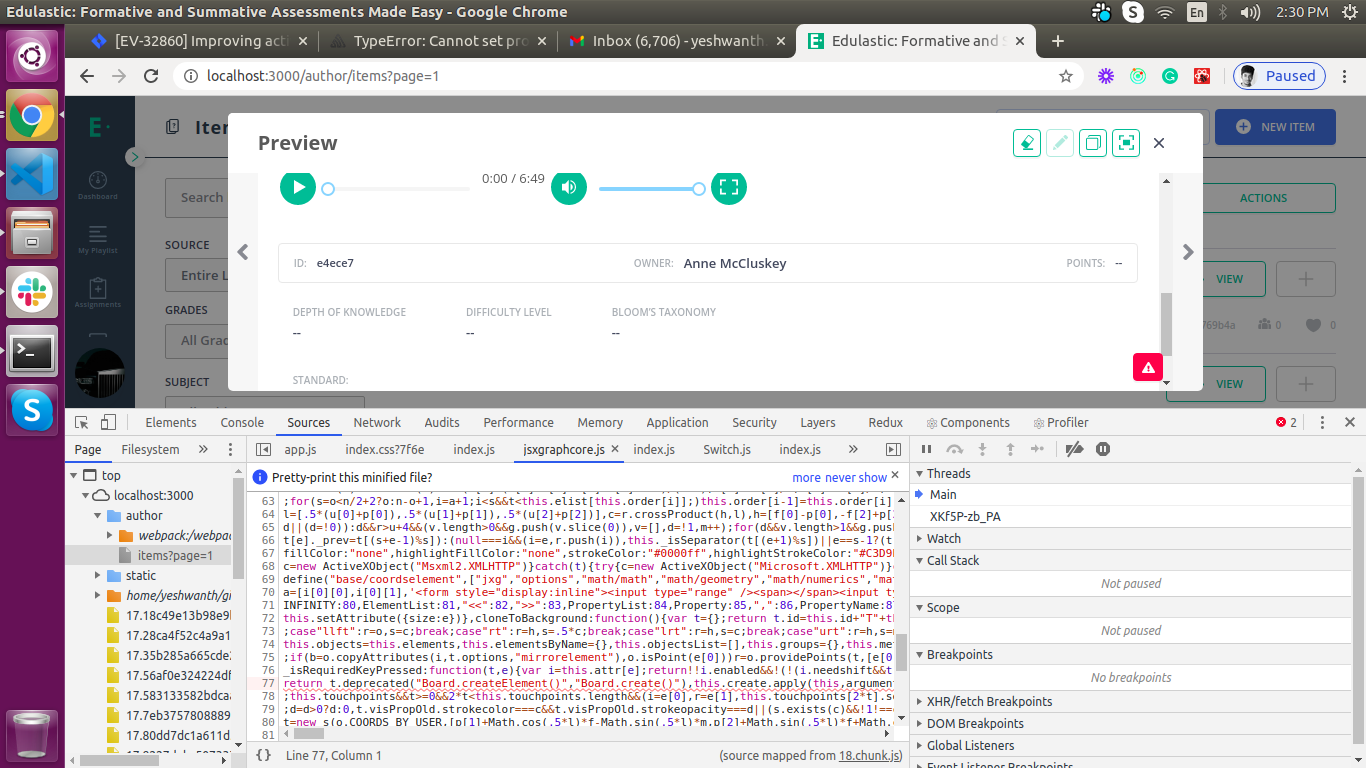 Edulastic: Formative and Summative Assessments Made Easy - Google Chrome
En
2:30 PM
[EV-32860] Improving acti
TypeError: Cannot set pro
Inbox (6,706) - yeshwanth.
Edulastic: Formative and S
localhost:3000/author/items?page=1
Paused
Preview
NEW ITEM
0:00 / 6:49
Dashboard
Search
ACTIONS
My Playlist
SOURCE
ID: e4ece7 OWNER: Anne McCluskey POINTS: --
Entire L
VIEW
Assignments
GRADES
DEPTH OF KNOWLEDGE DIFFICULTY LEVEL BLOOM'S TAXONOMY
-- -- --
769b4a 0 0
All Grad
SUBJECT
STANDARD:
VIEW
Elements Console Sources Network Audits Performance Memory Application Security Layers Redux Components Profiler 2
Page Filesystem
app.js index.css?7f6e index.js jsxgraphcore.js index.js Switch.js index.js
top
localhost:3000
author
webpack:/webpac
items?page=1
static
home/yeshwanth/gi
17.18c49e13b98e9l
17.28ca4f52c4a9a1
17.35b285a665cde2
17.56af0e324224df
17.583133582bdcaa
17.7eb3757808889
17.80dd7dc1a611d
Pretty-print this minified file?
more never show
63 ;for(s=o<n/2+2?o:n-o+1,i=a+1;i<s&&t<this.elist[this.order[i]];)this.order[i-1]=this.order[i]
64 l=[.5*(u[0]+p[0]),.5*(u[1]+p[1]),.5*(u[2]+p[2])],c=r.crossProduct(h,l),h=[f[0]-p[0],-f[2]+p[
65 d||(d=!0)):d&&r>u+4&&(v.length>0&&g.push(v.slice(0)),v=[],d=!1,m++);for(d&&v.length>1&&g.pus
66 t[e]._prev=t[(s+e-1)%s]):(null===i&&(i=e,r.push(i)),this._isSeparator(t[(e+1)%s])||e==s-1?(t
67 fillColor:"none",highlightFillColor:"none",strokeColor:"#0000ff",highlightStrokeColor:"#C3D9
68 c=new ActiveXObject("Msxml2.XMLHTTP")}catch(t){try{c=new ActiveXObject("Microsoft.XMLHTTP")}
69 define("base/coordselement",["jxg","options","math/math","math/geometry","math/numerics","mat
70 a=[i[0][0],i[0][1],'<form style="display:inline"><input type="range" /><span></span><input ty
71 INFINITY:80,ElementList:81,"<<":82,">>":83,PropertyList:84,Property:85,",":86,PropertyName:87
72 this.setAttribute({size:e})},cloneToBackground:function(){var t={};return t.id=this.id+"T"+th
73 ;case"llft":r=o,s=c;break;case"rt":r=h,s=.5*c;break;case"lrt":r=h,s=c;break;case"urt":r=h,s=
74 this.objects=elements,this.elementsByName={},this.objectsList=[],this.groups={},this.me
75 ;if(b=o.copyAttributes(i,t.options,"mirrorelement"),o.isPoint(e[0]))r=o.providePoints(t,[e[0
76 _isRequiredKeyPressed:function(t,e){var i=this.attr[e];return!!i.enabled&&!(!(i.needshift&&t
77 return t.deprecated("Board.createElement()","Board.create()"),this.create.apply(this,argumen
78 ;this.touchpoints&&t>=0&&2*t<this.touchpoints.length&&(i=e[0],r=e[1],this.touchpoints[2*t].s
79 ;d=d>0?d:0,t.visPropOld.strokecolor===c&&t.visPropOld.strokeopacity===d||(s.exists(c)&&!1!==
80 t=new s(o.COORDS_BY_USER,[p[1]+Math.cos(.5*l)*f-Math.sin(.5*l)*m,p[2]+Math.sin(.5*l)*f+Math.
81
{} Line 77, Column 1
(source mapped from 18.chunk.js)
Threads
Main
XKf5P-zb_PA
Watch
Call Stack
Not paused
Scope
Not paused
Breakpoints
No breakpoints
XHR/fetch Breakpoints
DOM Breakpoints
Global Listeners
Event Listener Breakpoints